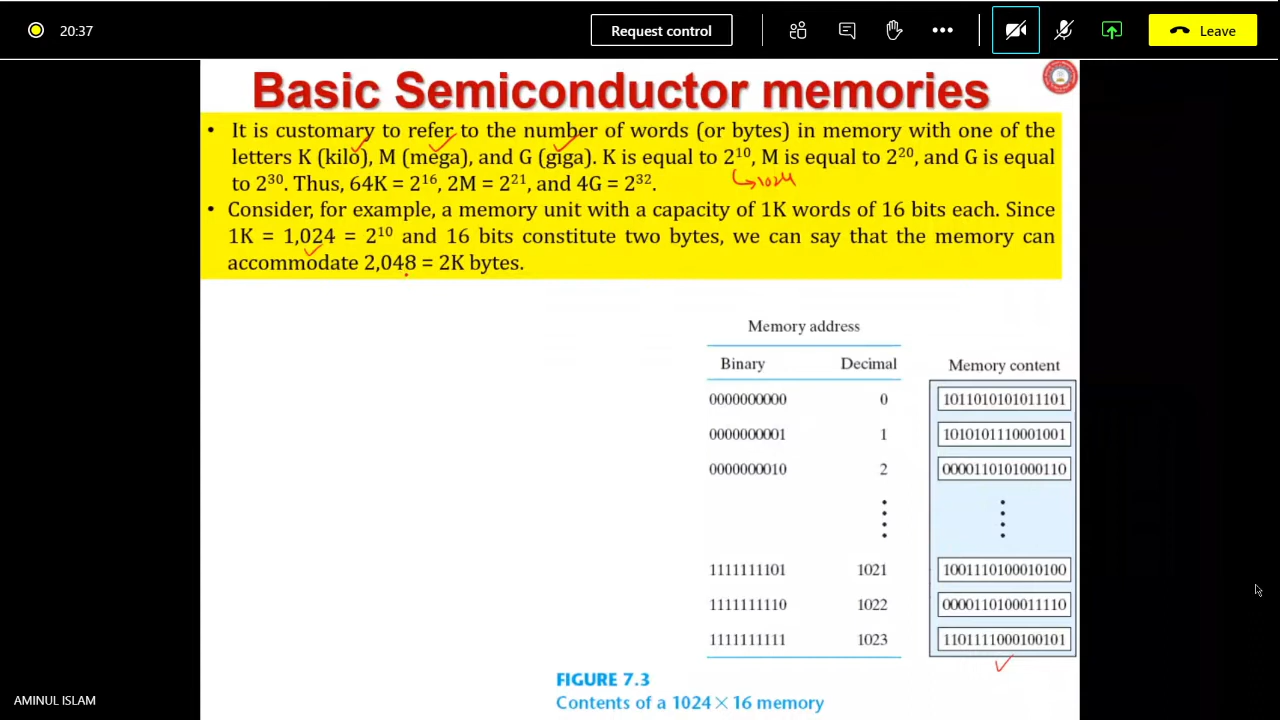 20:37
Request control
Leave
Basic Semiconductor memories
• It is customary to refer to the number of words (or bytes) in memory with one of the
letters K (kilo), M (mega), and G (giga). K is equal to 2¹⁰, M is equal to 2²⁰, and G is equal
to 2³⁰. Thus, 64K = 2¹⁶, 2M = 2²¹, and 4G = 2³².
1024
• Consider, for example, a memory unit with a capacity of 1K words of 16 bits each. Since
1K = 1,024 = 2¹⁰ and 16 bits constitute two bytes, we can say that the memory can
accommodate 2,048 = 2K bytes.
Memory address
Binary Decimal Memory content
0000000000 0 1011010101011101
0000000001 1 1010101110001001
0000000010 2 0000110101000110
1111111101 1021 1001110100010100
1111111110 1022 0000110100011110
1111111111 1023 1101111000100101
FIGURE 7.3
Contents of a 1024 × 16 memory
AMINUL ISLAM